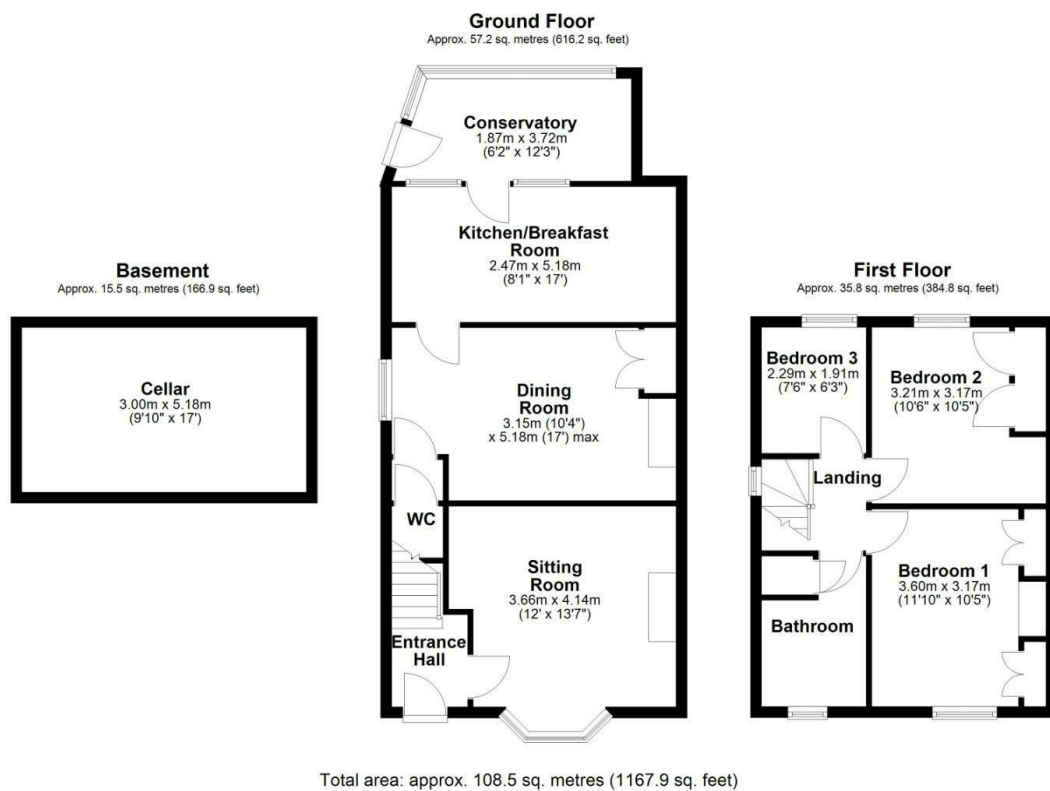 Ground Floor
Approx. 57.2 sq. metres (616.2 sq. feet)
Conservatory
1.87m x 3.72m
(6'2" x 12'3")
Kitchen/Breakfast
Room
2.47m x 5.18m
(8'1" x 17')
Dining
Room
3.15m (10'4")
x 5.18m (17') max
WC
Sitting
Room
3.66m x 4.14m
(12' x 13'7")
Entrance
Hall
Basement
Approx. 15.5 sq. metres (166.9 sq. feet)
Cellar
3.00m x 5.18m
(9'10" x 17')
First Floor
Approx. 35.8 sq. metres (384.8 sq. feet)
Bedroom 3
2.29m x 1.91m
(7'6" x 6'3")
Bedroom 2
3.21m x 3.17m
(10'6" x 10'5")
Landing
Bedroom 1
3.60m x 3.17m
(11'10" x 10'5")
Bathroom
Total area: approx. 108.5 sq. metres (1167.9 sq. feet)